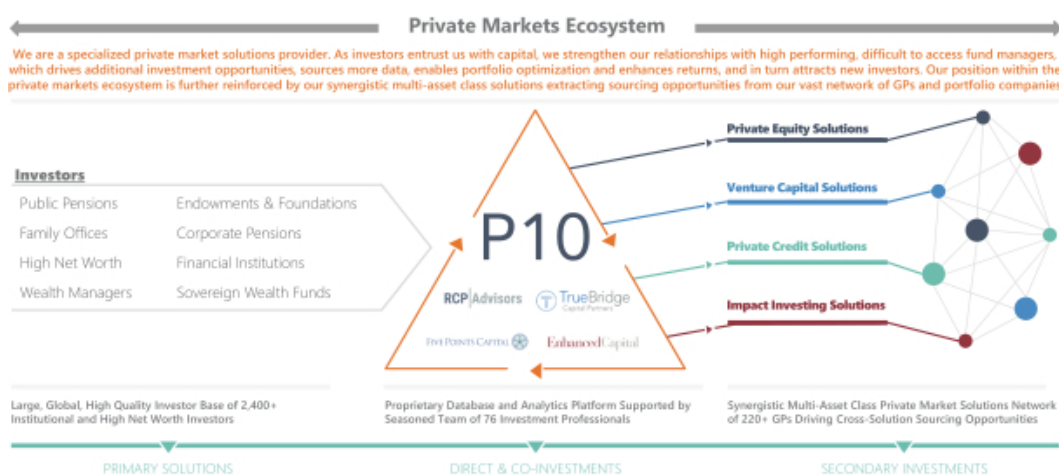 Private Markets Ecosystem
We are a specialized private market solutions provider. As investors entrust us with capital, we strengthen our relationships with high performing, difficult to access fund managers,
which drives additional investment opportunities, sources more data, enables portfolio optimization and enhances returns, and in turn attracts new investors. Our position within the
private markets ecosystem is further reinforced by our synergistic multi-asset class solutions extracting sourcing opportunities from our vast network of GPs and portfolio companies
Investors
Public Pensions
Endowments & Foundations
Family Offices
Corporate Pensions
High Net Worth
Financial Institutions
Wealth Managers
Sovereign Wealth Funds
P10
RCP|Advisors
TrueBridge
Capital Partners
FIVE POINTS CAPITAL
EnhancedCapital
Private Equity Solutions
Venture Capital Solutions
Private Credit Solutions
Impact Investing Solutions
Large, Global, High Quality Investor Base of 2,400+
Institutional and High Net Worth Investors
Proprietary Database and Analytics Platform Supported by
Seasoned Team of 76 Investment Professionals
Synergistic Multi-Asset Class Private Market Solutions Network
of 220+ GPs Driving Cross-Solution Sourcing Opportunities
PRIMARY SOLUTIONS
DIRECT & CO-INVESTMENTS
SECONDARY INVESTMENTS